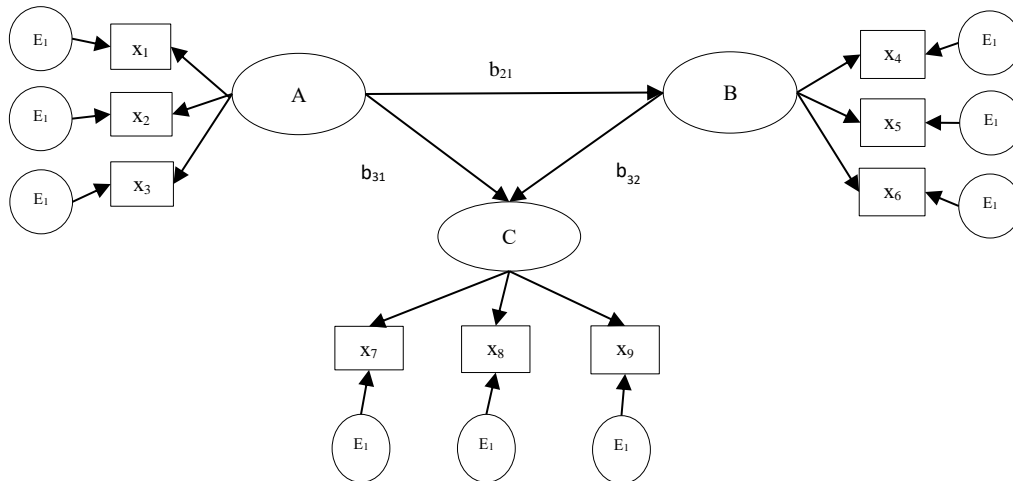 E₁
x₁
E₁
x₂
E₁
x₃
A
b₂₁
B
x₄
E₁
x₅
E₁
x₆
E₁
b₃₁
b₃₂
C
x₇
x₈
x₉
E₁
E₁
E₁